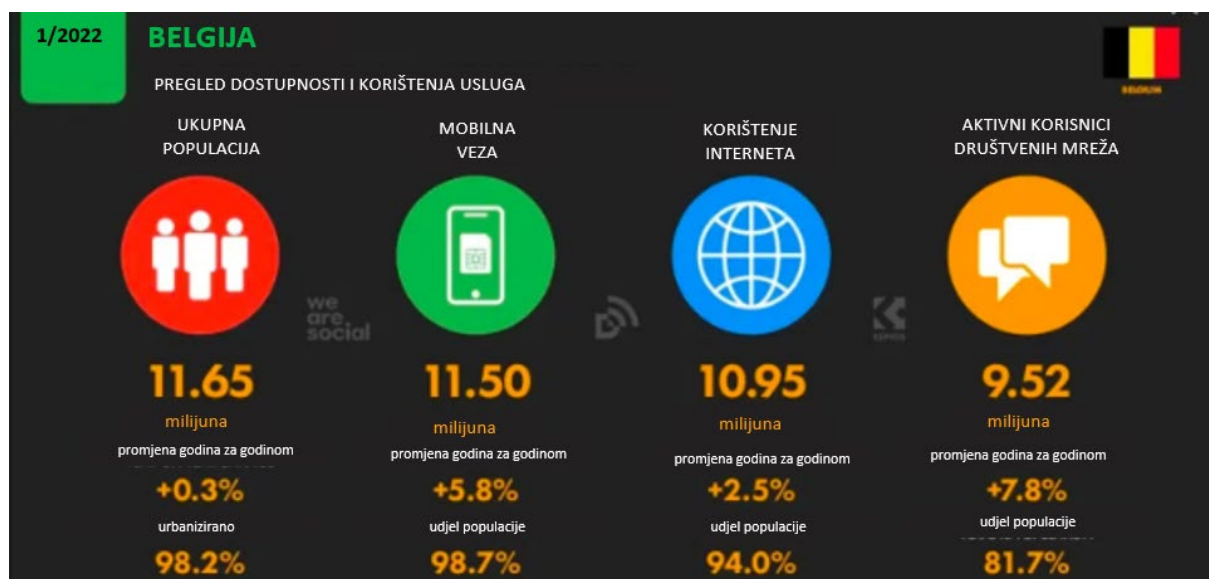 1/2022
BELGIJA
BELGIUM
PREGLED DOSTUPNOSTI I KORIŠTENJA USLUGA
UKUPNA
POPULACIJA
MOBILNA
VEZA
KORIŠTENJE
INTERNETA
AKTIVNI KORISNICI
DRUŠTVENIH MREŽA
we
are
social
KEPIOS
11.65
milijuna
promjena godina za godinom
+0.3%
urbanizirano
98.2%
11.50
milijuna
promjena godina za godinom
+5.8%
udjel populacije
98.7%
10.95
milijuna
promjena godina za godinom
+2.5%
udjel populacije
94.0%
9.52
milijuna
promjena godina za godinom
+7.8%
udjel populacije
81.7%